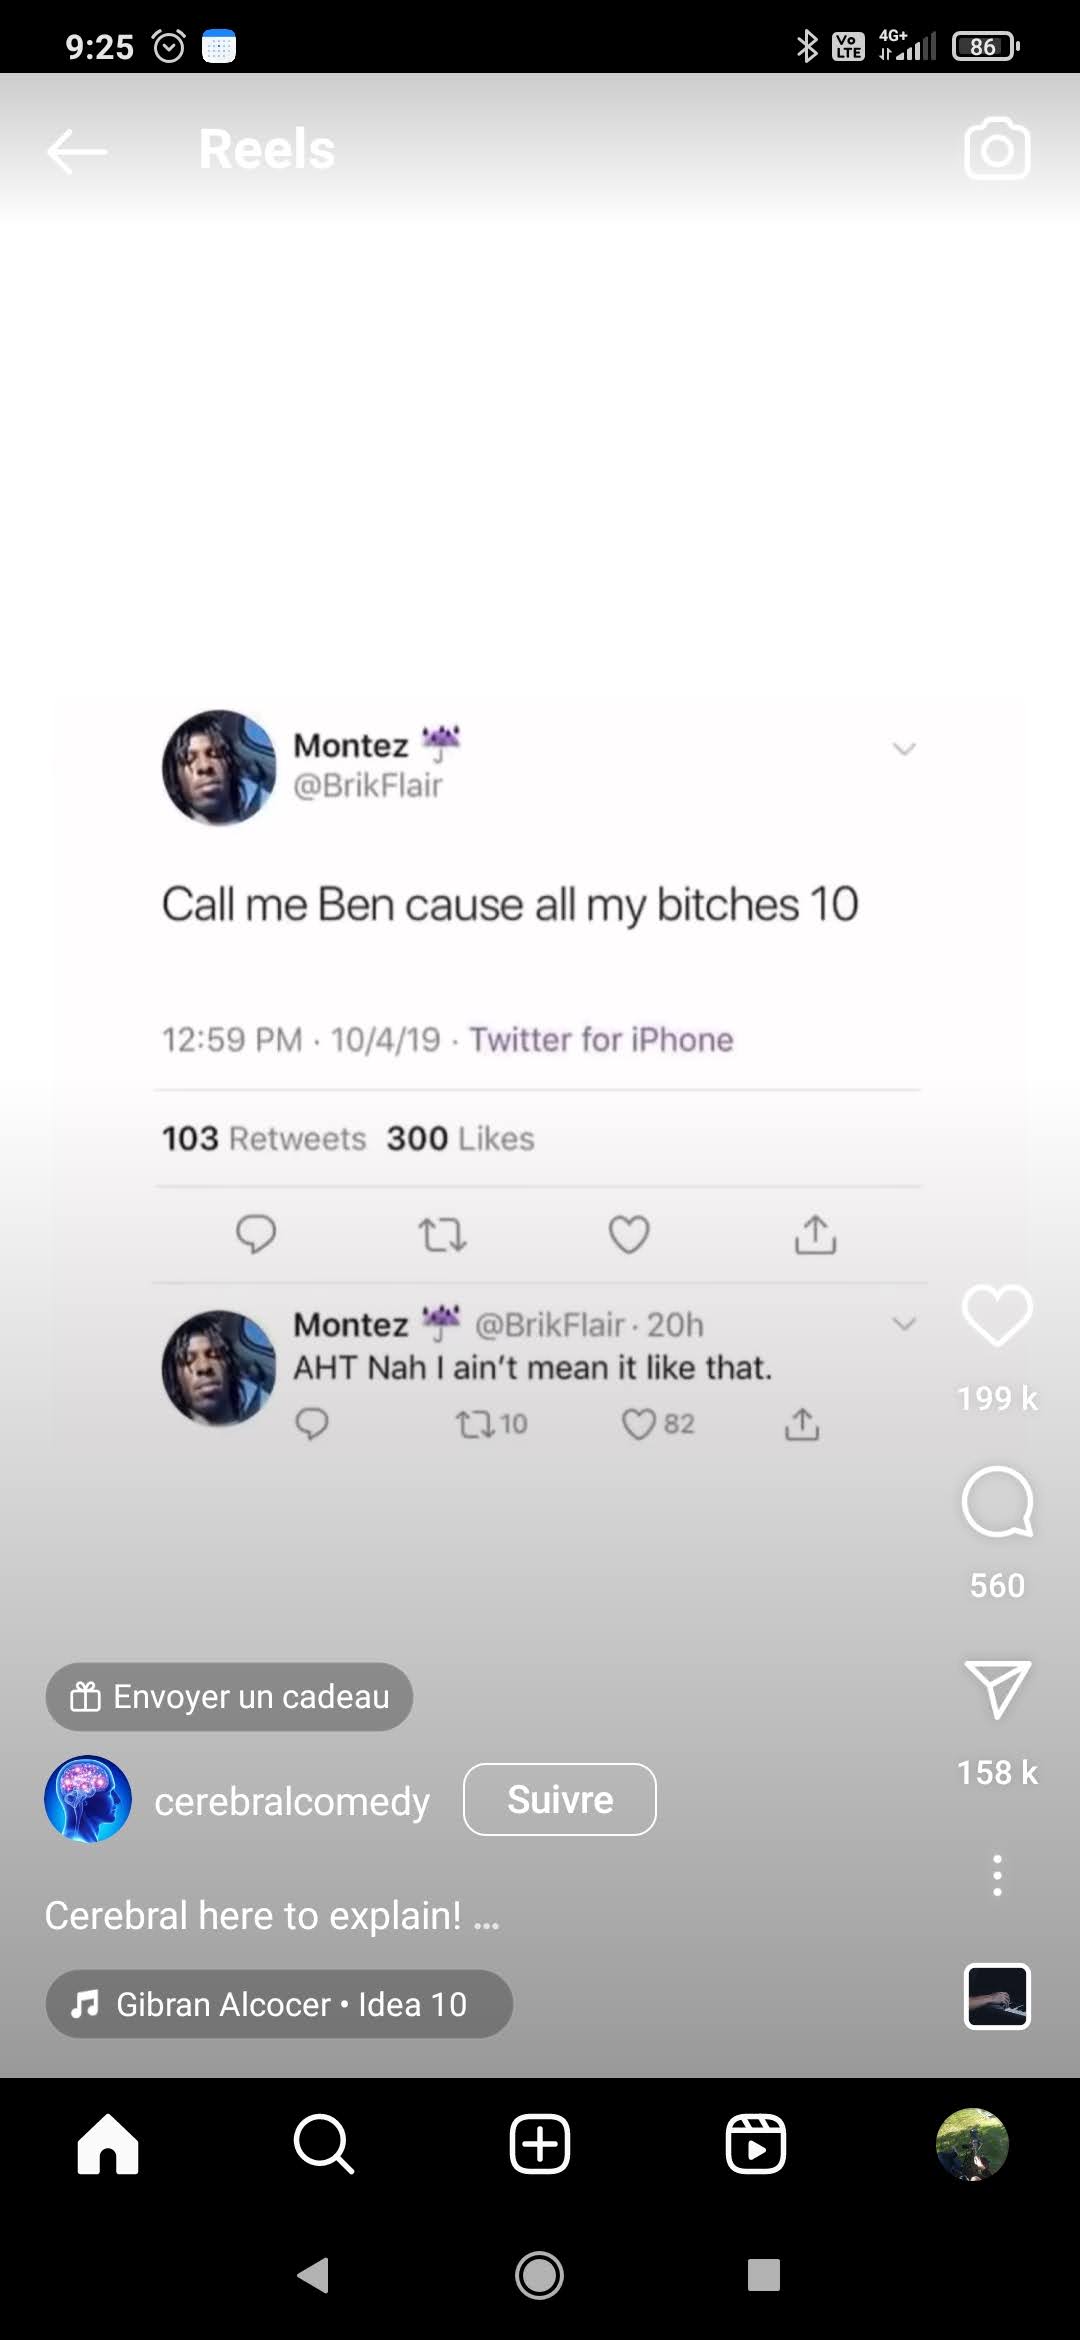 9:25
Vo
LTE
4G+
86
Reels
Montez
@BrikFlair
Call me Ben cause all my bitches 10
12:59 PM · 10/4/19 · Twitter for iPhone
103 Retweets 300 Likes
Montez @BrikFlair · 20h
AHT Nah I ain't mean it like that.
10 82
199 k
560
158 k
Envoyer un cadeau
cerebralcomedy Suivre
Cerebral here to explain! ...
Gibran Alcocer • Idea 10